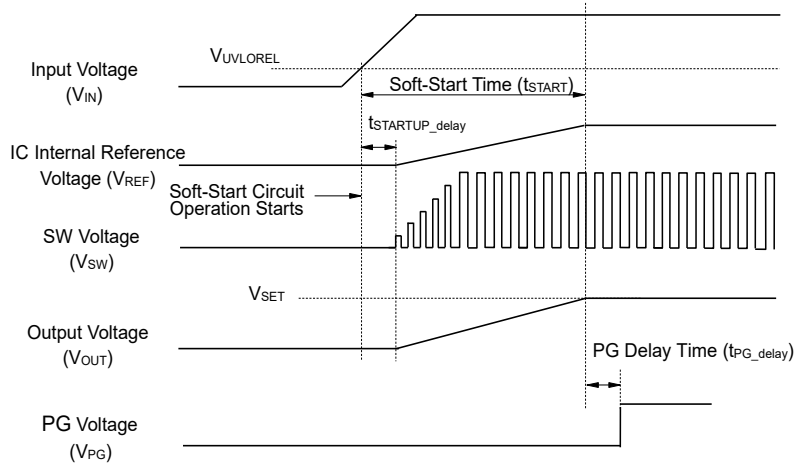 VUVLOREL
Input Voltage
(VIN)
Soft-Start Time (tSTART)
tSTARTUP_delay
IC Internal Reference
Voltage (VREF)
Soft-Start Circuit
Operation Starts
SW Voltage
(VSW)
VSET
Output Voltage
(VOUT)
PG Delay Time (tPG_delay)
PG Voltage
(VPG)